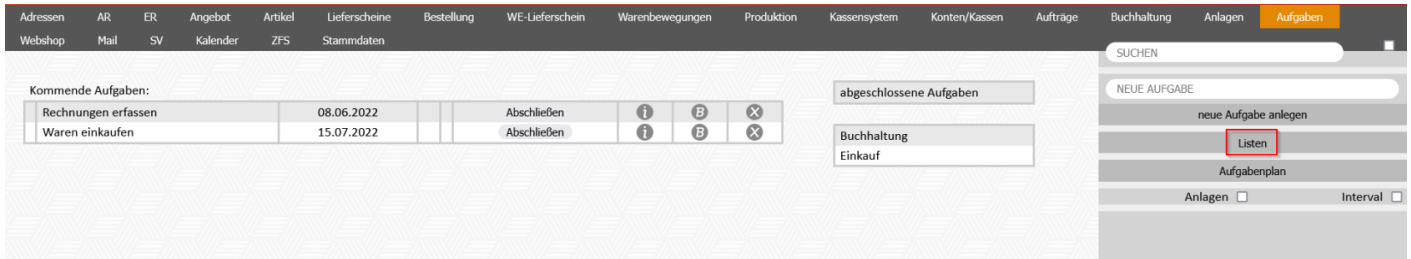 Adressen AR ER Angebot Artikel Lieferscheine Bestellung WE-Lieferschein Warenbewegungen Produktion Kassensystem Konten/Kassen Aufträge Buchhaltung Anlagen Aufgaben
Webshop Mail SV Kalender ZFS Stammdaten
SUCHEN
Kommende Aufgaben:
Rechnungen erfassen 08.06.2022 Abschließen i B X
Waren einkaufen 15.07.2022 Abschließen i B X
abgeschlossene Aufgaben
Buchhaltung
Einkauf
NEUE AUFGABE
neue Aufgabe anlegen
Listen
Aufgabenplan
Anlagen Interval